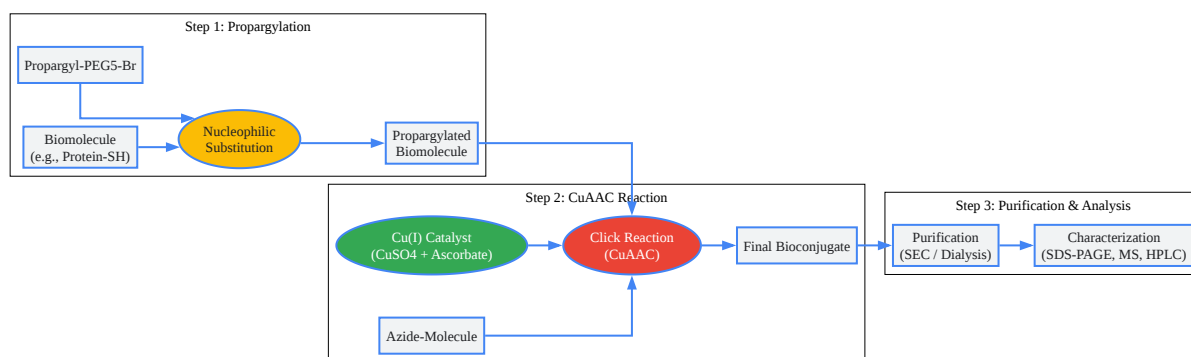 Step 1: Propargylation
Propargyl-PEG5-Br
Biomolecule
(e.g., Protein-SH)
Nucleophilic
Substitution
Propargylated
Biomolecule
Step 2: CuAAC Reaction
Cu(I) Catalyst
(CuSO4 + Ascorbate)
Click Reaction
(CuAAC)
Final Bioconjugate
Azide-Molecule
Step 3: Purification & Analysis
Purification
(SEC / Dialysis)
Characterization
(SDS-PAGE, MS, HPLC)